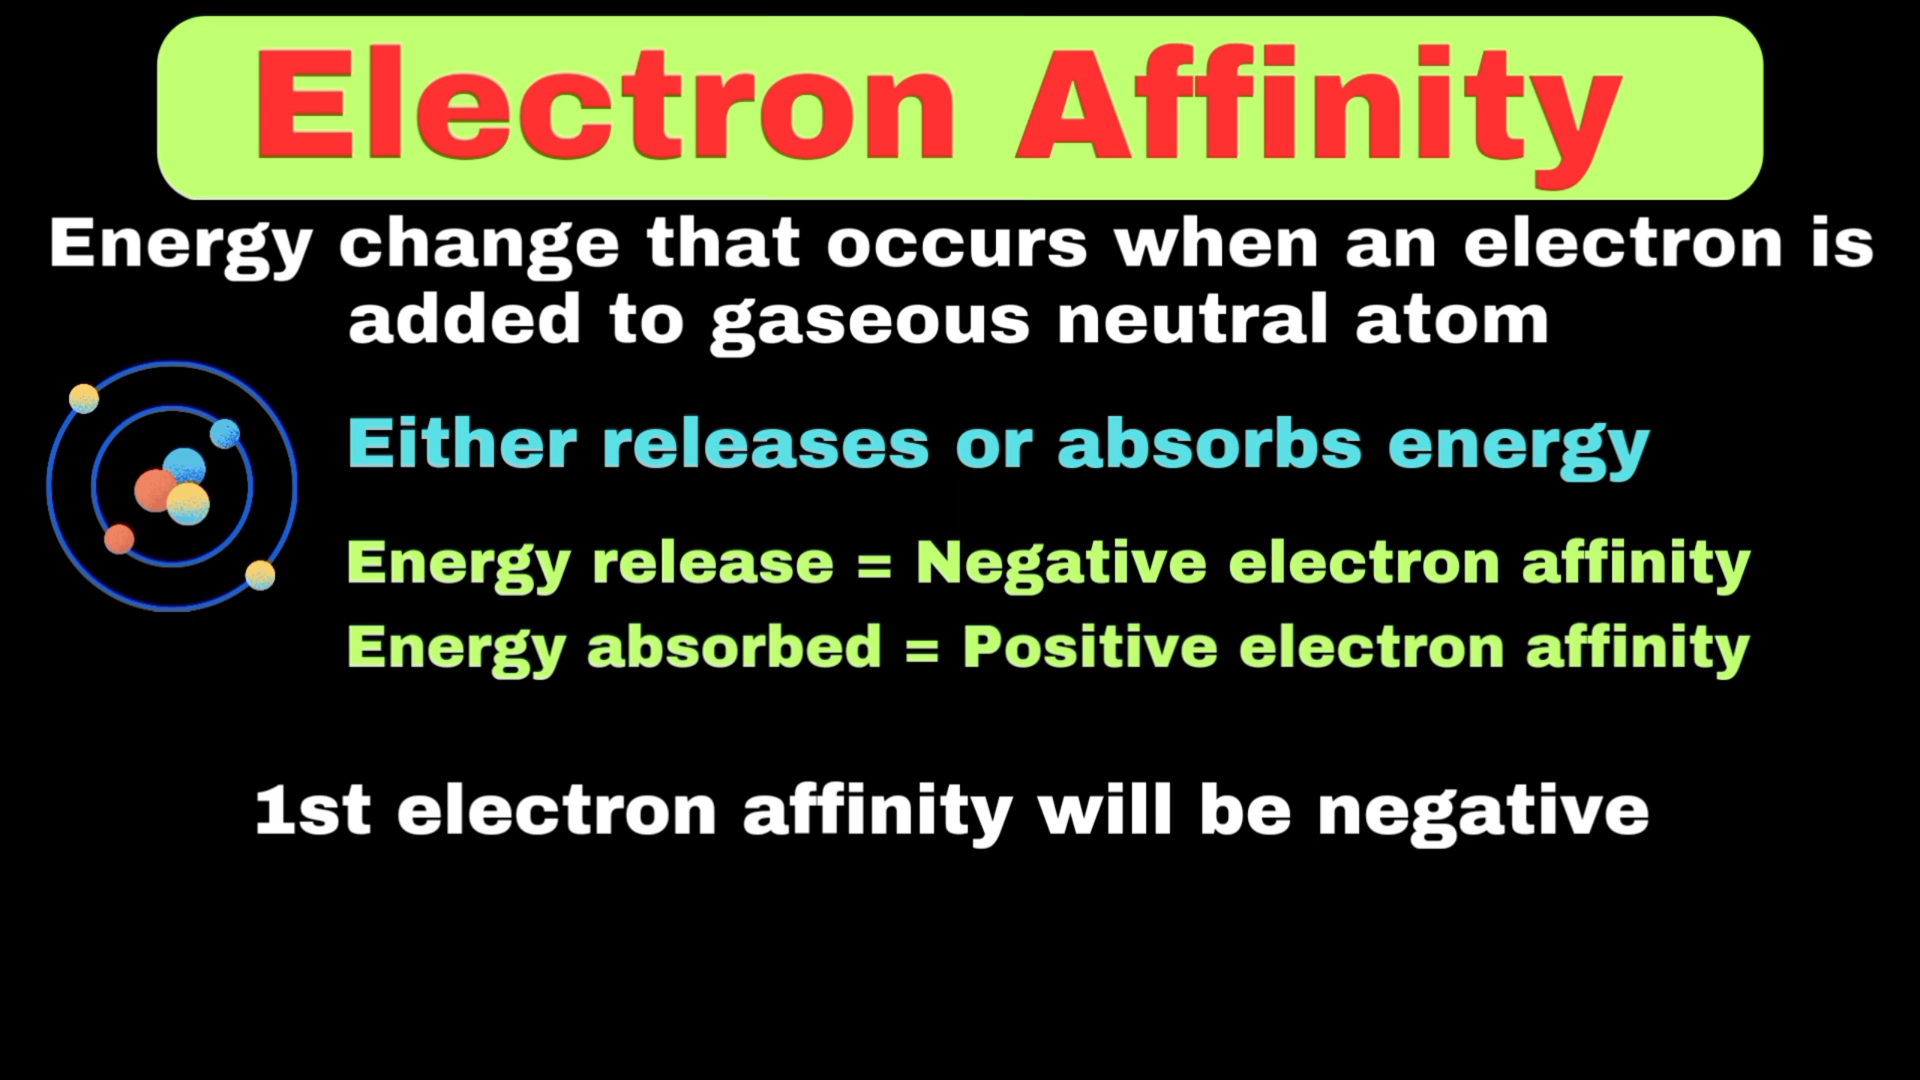 Electron Affinity
Energy change that occurs when an electron is
added to gaseous neutral atom
Either releases or absorbs energy
Energy release = Negative electron affinity
Energy absorbed = Positive electron affinity
1st electron affinity will be negative